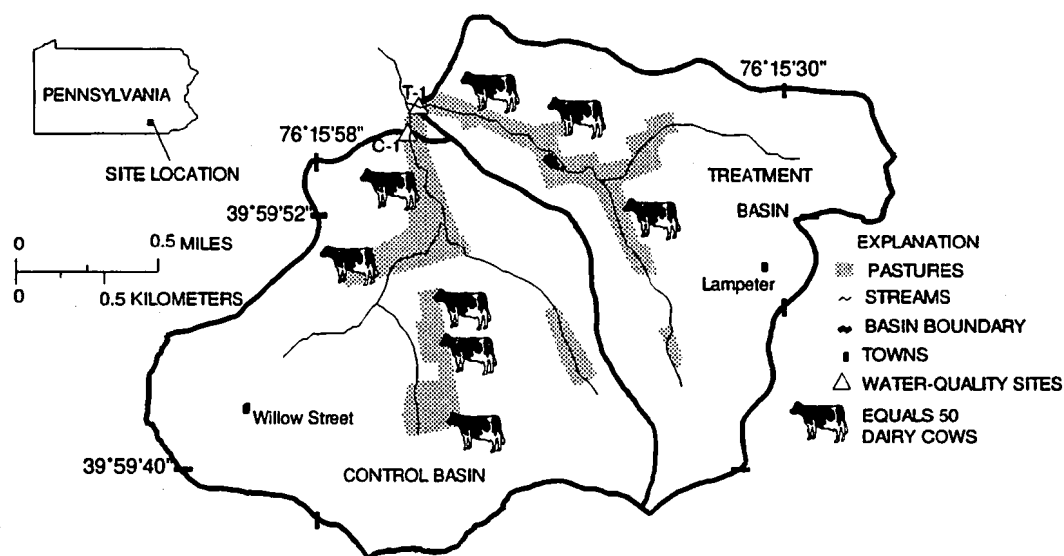 PENNSYLVANIA
SITE LOCATION
76°15'58"
39°59'52"
0 0.5 MILES
0 0.5 KILOMETERS
T-1
C-1
76°15'30"
TREATMENT
BASIN
Lampeter
Willow Street
39°59'40"
CONTROL BASIN
EXPLANATION
PASTURES
STREAMS
BASIN BOUNDARY
TOWNS
WATER-QUALITY SITES
EQUALS 50
DAIRY COWS